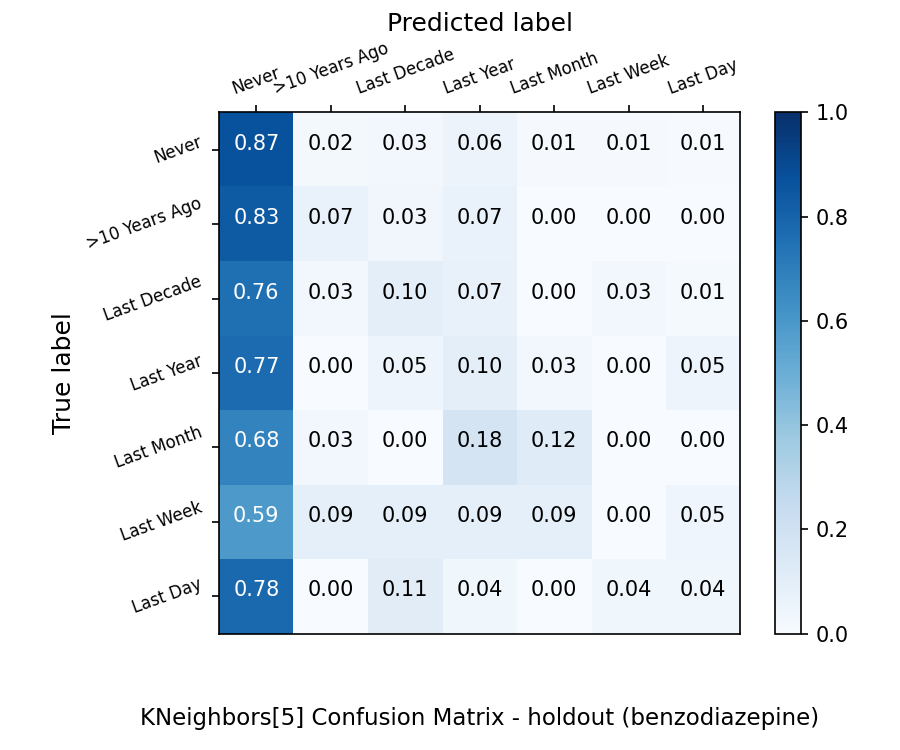 Predicted label
Never >10 Years Ago Last Decade Last Year Last Month Last Week Last Day
1.0
Never 0.87 0.02 0.03 0.06 0.01 0.01 0.01
>10 Years Ago 0.83 0.07 0.03 0.07 0.00 0.00 0.00
0.8
Last Decade 0.76 0.03 0.10 0.07 0.00 0.03 0.01
0.6
Last Year 0.77 0.00 0.05 0.10 0.03 0.00 0.05
True label
0.4
Last Month 0.68 0.03 0.00 0.18 0.12 0.00 0.00
Last Week 0.59 0.09 0.09 0.09 0.09 0.00 0.05
0.2
Last Day 0.78 0.00 0.11 0.04 0.00 0.04 0.04
0.0
KNeighbors[5] Confusion Matrix - holdout (benzodiazepine)